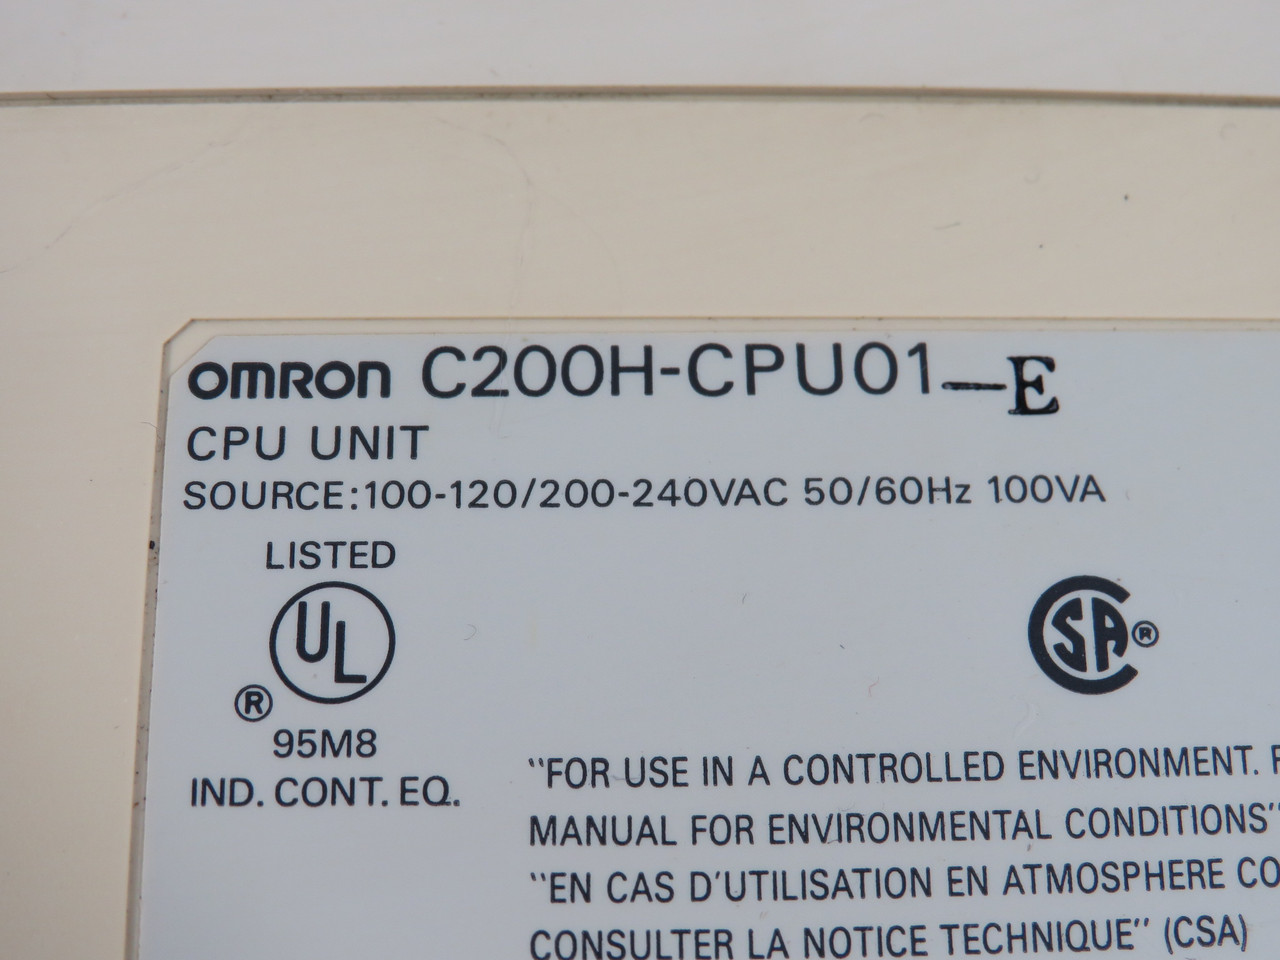 omron C200H-CPU01-E
CPU UNIT
SOURCE:100-120/200-240VAC 50/60Hz 100VA
LISTED
UL
®
SA®
95M8
IND. CONT. EQ.
"FOR USE IN A CONTROLLED ENVIRONMENT.
MANUAL FOR ENVIRONMENTAL CONDITIONS"
"EN CAS D'UTILISATION EN ATMOSPHERE CO
CONSULTER LA NOTICE TECHNIQUE" (CSA)